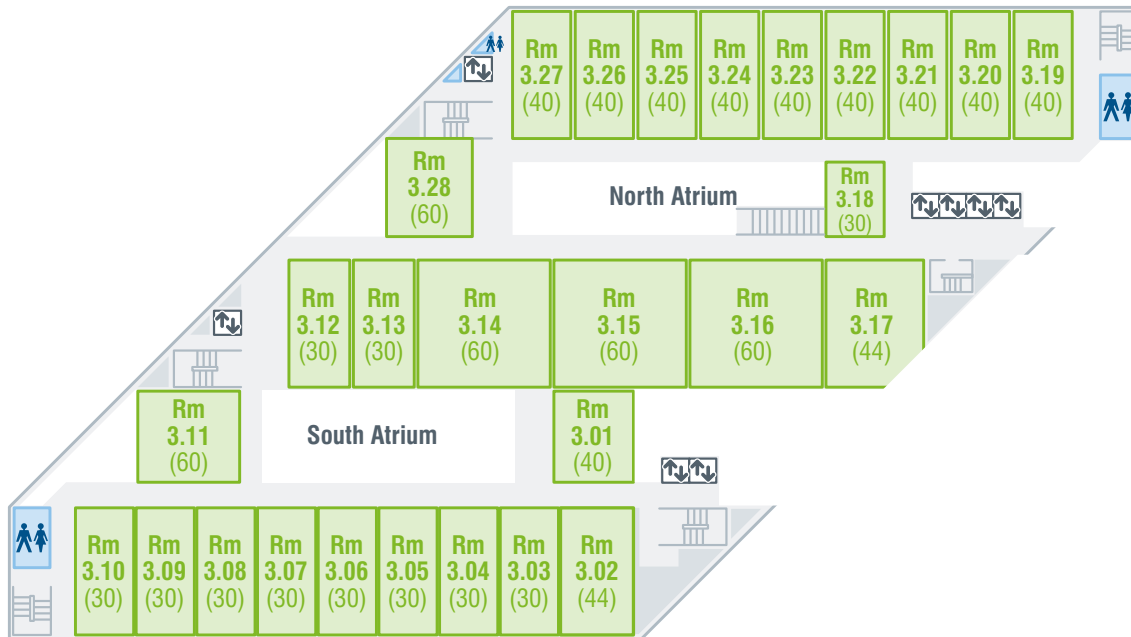 Rm
3.27
(40)
Rm
3.26
(40)
Rm
3.25
(40)
Rm
3.24
(40)
Rm
3.23
(40)
Rm
3.22
(40)
Rm
3.21
(40)
Rm
3.20
(40)
Rm
3.19
(40)
Rm
3.28
(60)
North Atrium
Rm
3.18
(30)
Rm
3.12
(30)
Rm
3.13
(30)
Rm
3.14
(60)
Rm
3.15
(60)
Rm
3.16
(60)
Rm
3.17
(44)
Rm
3.11
(60)
South Atrium
Rm
3.01
(40)
Rm
3.10
(30)
Rm
3.09
(30)
Rm
3.08
(30)
Rm
3.07
(30)
Rm
3.06
(30)
Rm
3.05
(30)
Rm
3.04
(30)
Rm
3.03
(30)
Rm
3.02
(44)